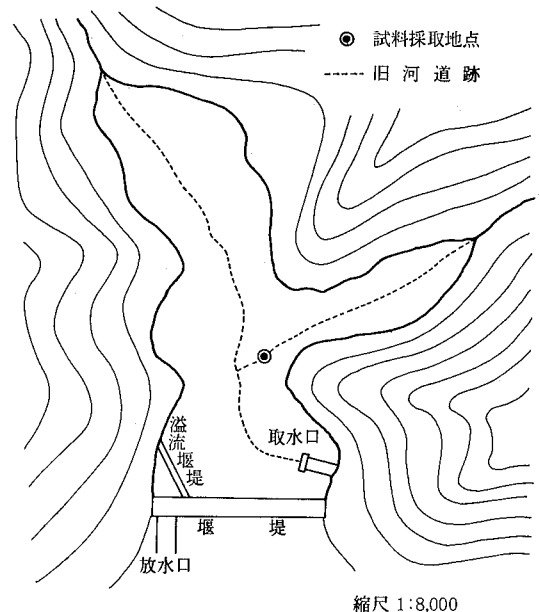 試料採取地点
旧河道跡
取水口
溢流堰堤
堰堤
放水口
縮尺 1:8,000